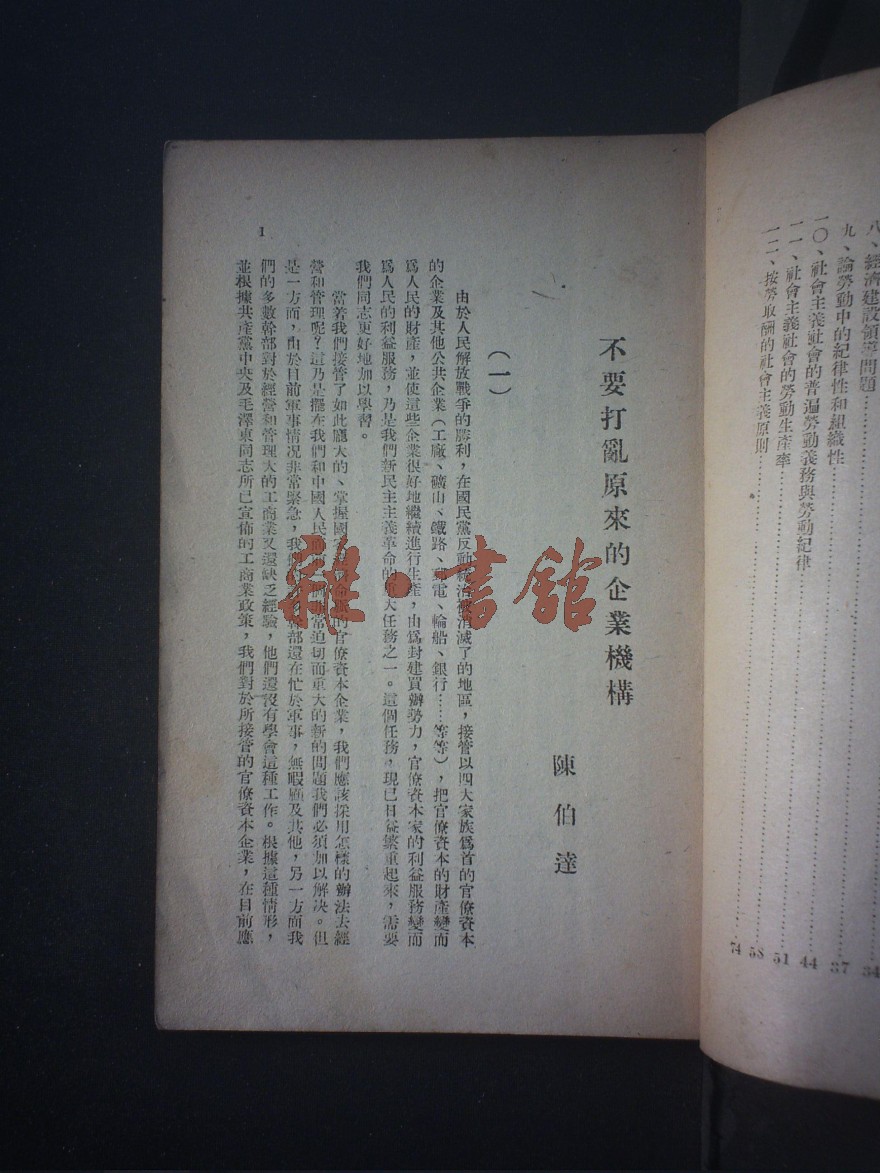 八、經濟建設領導問題……34
九、論勞動中的紀律性和組織性……37
一〇、社會主義社會的普遍勞動義務與勞動紀律……44
一一、社會主義社會的勞動生產率……51
一二、按勞取酬的社會主義原則……58
74
不要打亂原來的企業機構
陳伯達
(一)
由於人民解放戰爭的勝利，在國民黨反動統治被消滅了的地區，接管以四大家族爲首的官僚資本
的企業及其他公共企業(工廠、礦山、鐵路、郵電、輪船、銀行……等等)，把官僚資本的財產變而
爲人民的財產，並使這些企業很好地繼續進行生產，由爲封建買辦勢力，官僚資本家的利益服務變而
爲人民的利益服務，乃是我們新民主主義革命的重大任務之一。這個任務，現已日益繁重起來，需要
我們同志更好地加以學習。
當著我們接管了如此龐大的、掌握國家經濟命脈的官僚資本企業，我們應該採用怎樣的辦法去經
營和管理呢？這乃是擺在我們和中國人民面前非常迫切而重大的新的問題我們必須加以解決。但
是一方面，由於目前軍事情況非常緊急，我們多幹部還在忙於軍事，無暇顧及其他，另一方面我
們的多數幹部對於經營和管理大的工商業又還缺乏經驗，他們還沒有學會這種工作。根據這種情形，
並根據共產黨中央及毛澤東同志所已宣佈的工商業政策，我們對於所接管的官僚資本企業，在目前應
1
雜·書館